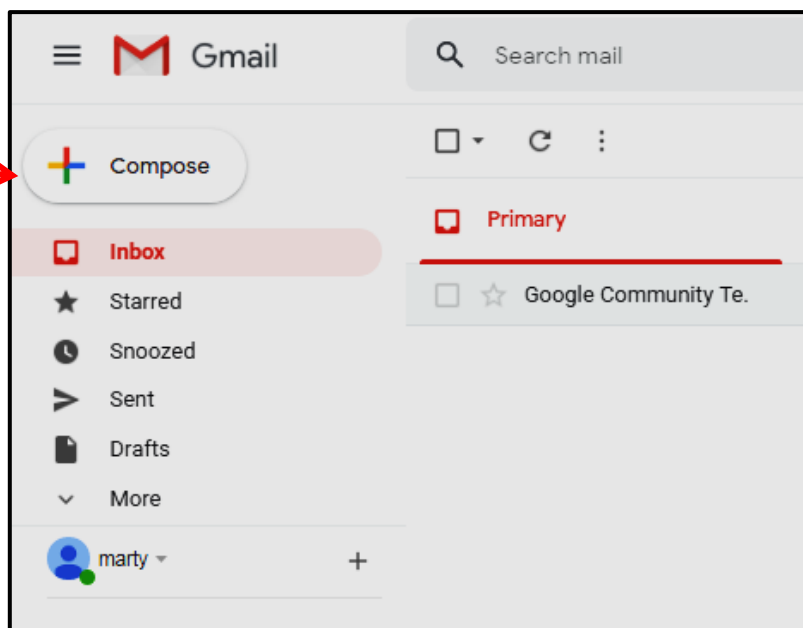 Gmail
Search mail
Compose
Primary
Inbox
Google Community Te.
Starred
Snoozed
Sent
Drafts
More
marty